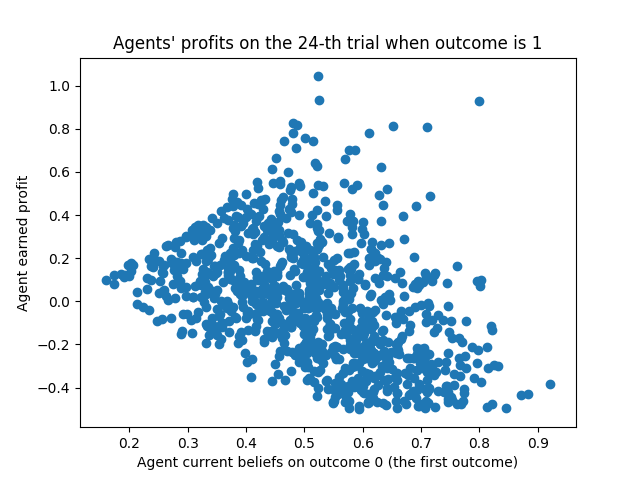 Agents' profits on the 24-th trial when outcome is 1
Agent earned profit
1.0
0.8
0.6
0.4
0.2
0.0
−0.2
−0.4
0.2 0.3 0.4 0.5 0.6 0.7 0.8 0.9
Agent current beliefs on outcome 0 (the first outcome)